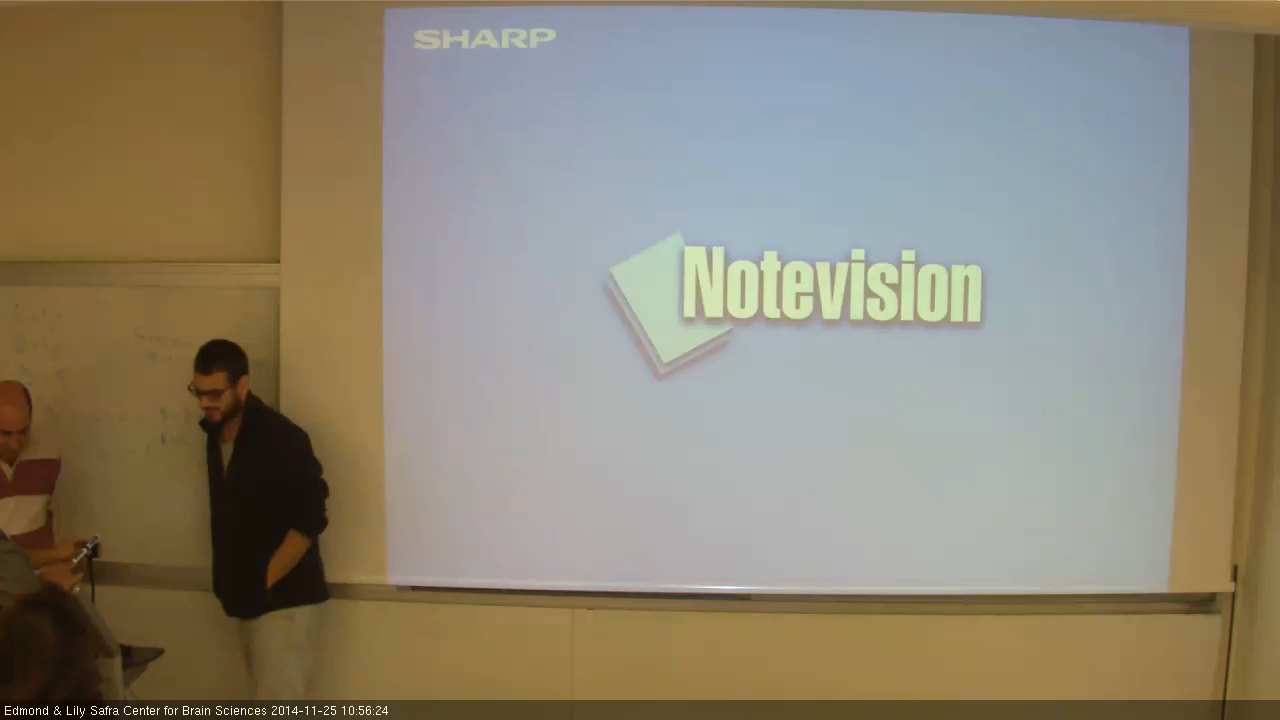 SHARP
Notevision
Edmond & Lily Safra Center for Brain Sciences 2014-11-25 10:56:24